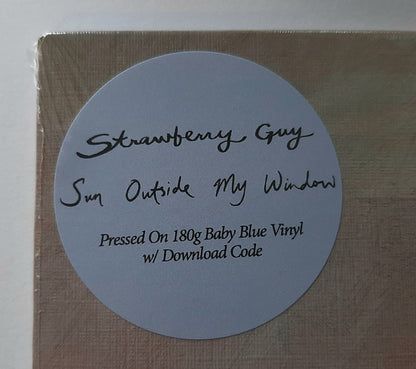 Strawberry Guy
Sun Outside My Window
Pressed On 180g Baby Blue Vinyl
w/ Download Code